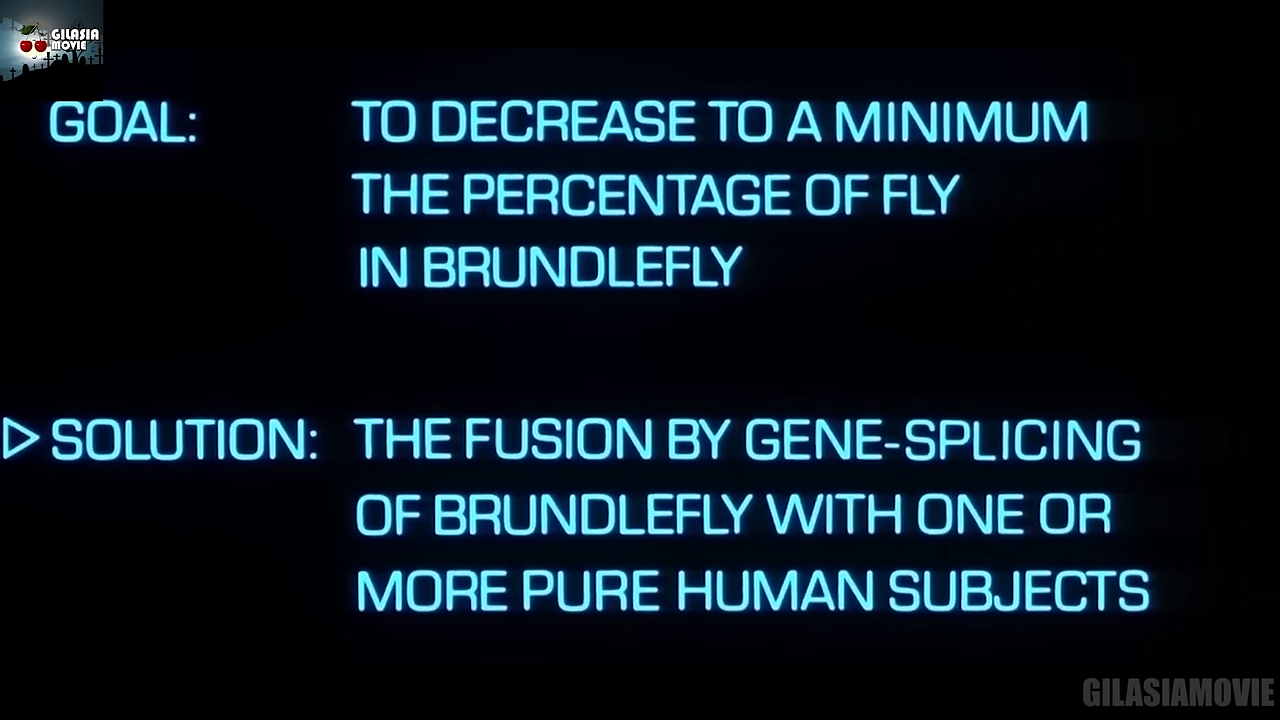 GILASIA
MOVIE
GOAL: TO DECREASE TO A MINIMUM
THE PERCENTAGE OF FLY
IN BRUNDLEFLY
SOLUTION: THE FUSION BY GENE-SPLICING
OF BRUNDLEFLY WITH ONE OR
MORE PURE HUMAN SUBJECTS
GILASIAMOVIE